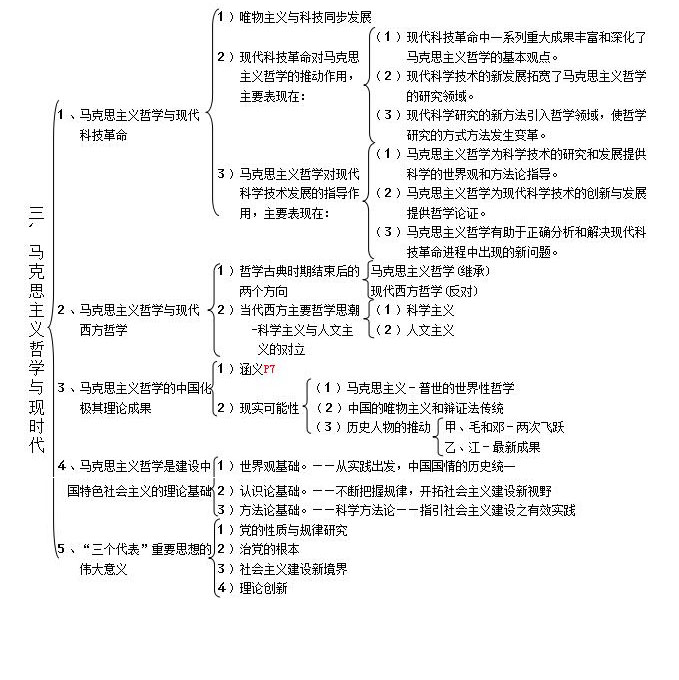 三、马克思主义哲学与现时代
1、马克思主义哲学与现代
科技革命
1）唯物主义与科技同步发展
2）现代科技革命对马克思
主义哲学的推动作用，
主要表现在：
（1）现代科技革命中一系列重大成果丰富和深化了
马克思主义哲学的基本观点。
（2）现代科学技术的新发展拓宽了马克思主义哲学
的研究领域。
（3）现代科学研究的新方法引入哲学领域，使哲学
研究的方式方法发生变革。
3）马克思主义哲学对现代
科学技术发展的指导作
用，主要表现在：
（1）马克思主义哲学为科学技术的研究和发展提供
科学的世界观和方法论指导。
（2）马克思主义哲学为现代科学技术的创新与发展
提供哲学论证。
（3）马克思主义哲学有助于正确分析和解决现代科
技革命进程中出现的新问题。
2、马克思主义哲学与现代
西方哲学
1）哲学古典时期结束后的
两个方向
马克思主义哲学(继承)
现代西方哲学(反对)
2）当代西方主要哲学思潮
-科学主义与人文主
义的对立
（1）科学主义
（2）人文主义
3、马克思主义哲学的中国化
极其理论成果
1）涵义P7
2）现实可能性
（1）马克思主义－普世的世界性哲学
（2）中国的唯物主义和辩证法传统
（3）历史人物的推动
甲、毛和邓－两次飞跃
乙、江－最新成果
4、马克思主义哲学是建设中
国特色社会主义的理论基础
1）世界观基础。－－从实践出发，中国国情的历史统一
2）认识论基础。－－不断把握规律，开拓社会主义建设新视野
3）方法论基础。－－科学方法论－－指引社会主义建设之有效实践
5、“三个代表”重要思想的
伟大意义
1）党的性质与规律研究
2）治党的根本
3）社会主义建设新境界
4）理论创新